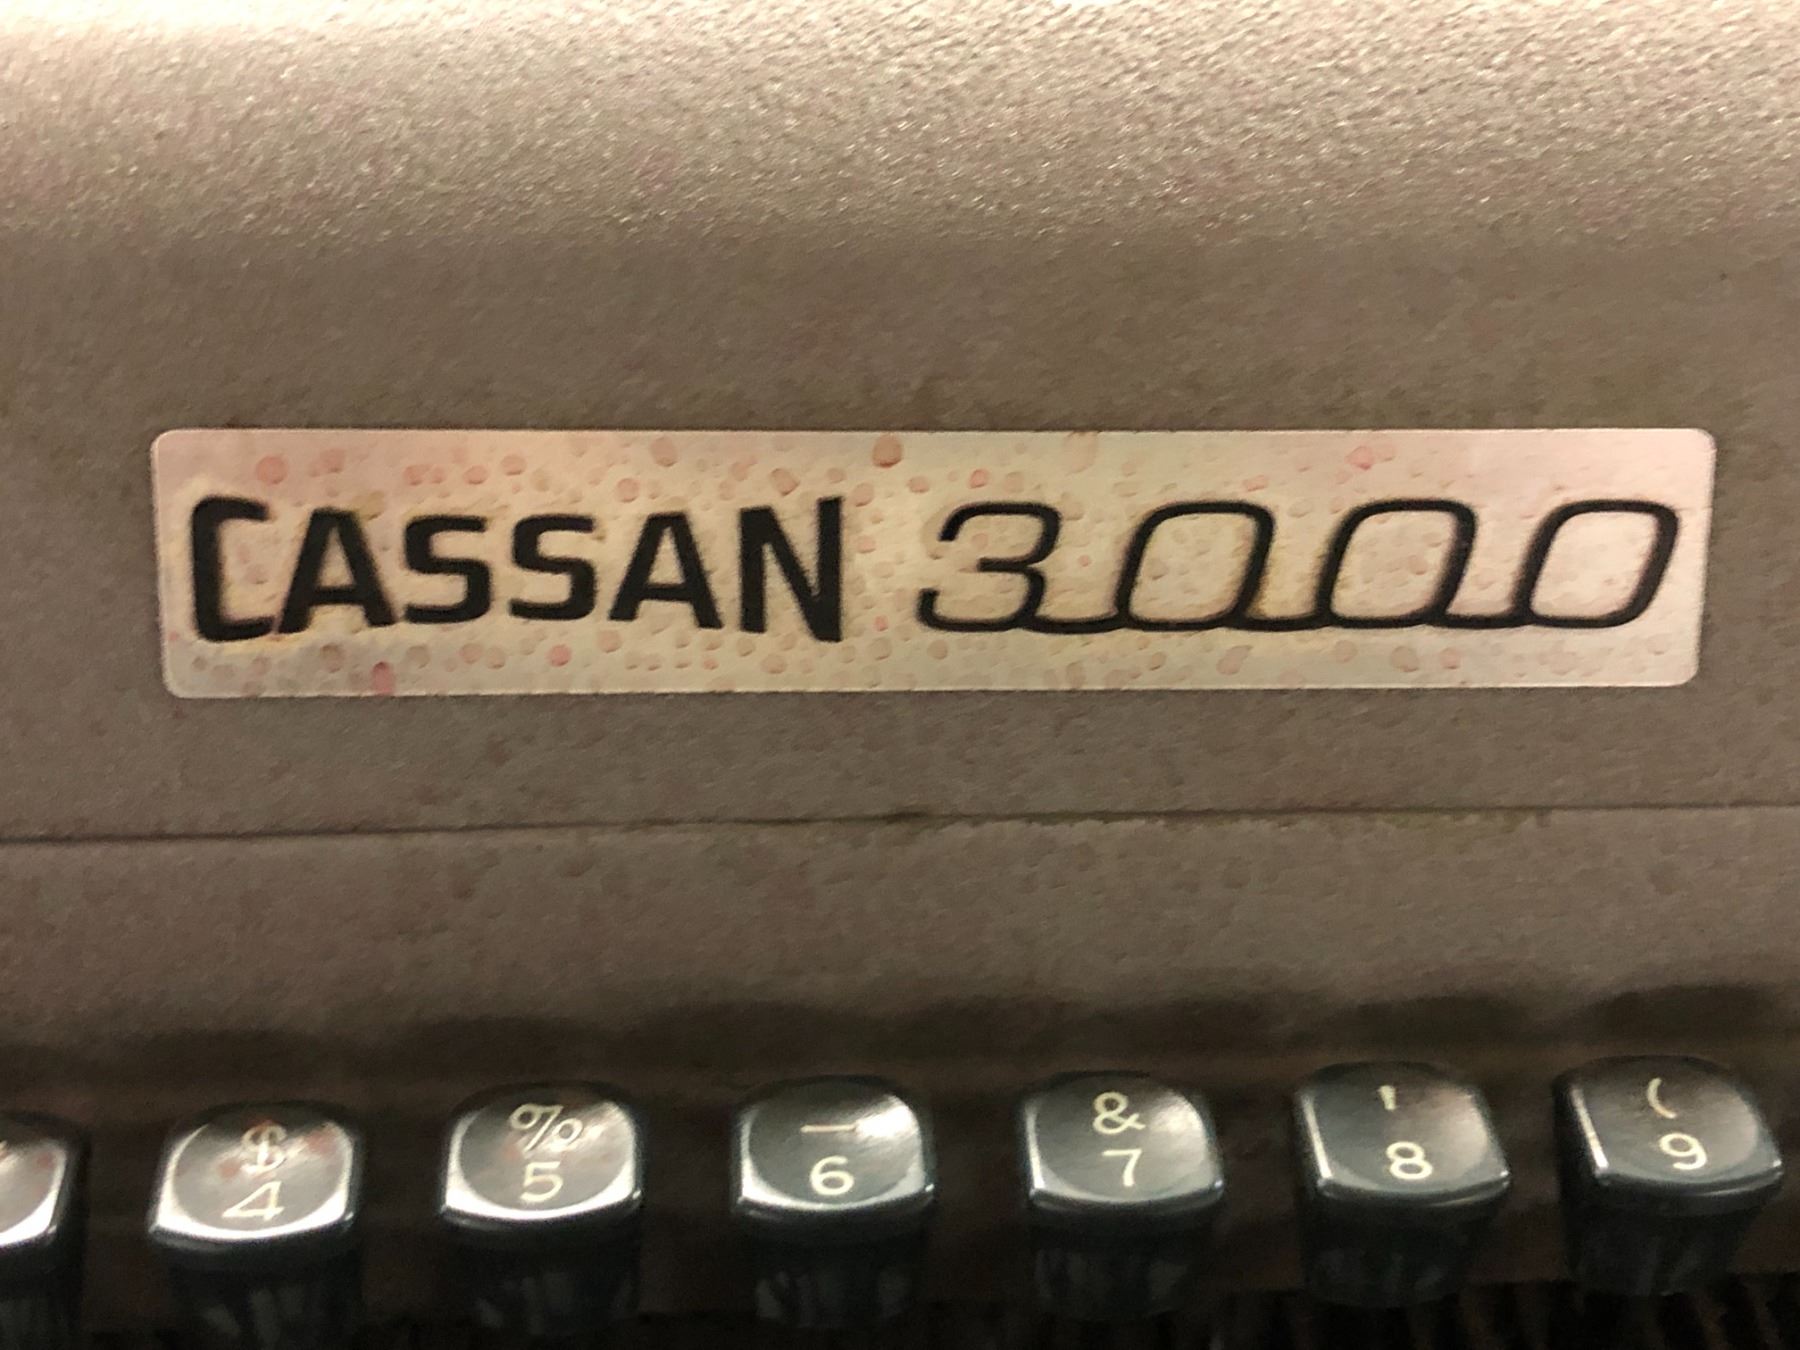 CASSAN 3000
$ % _ & ' (
4 5 6 7 8 9